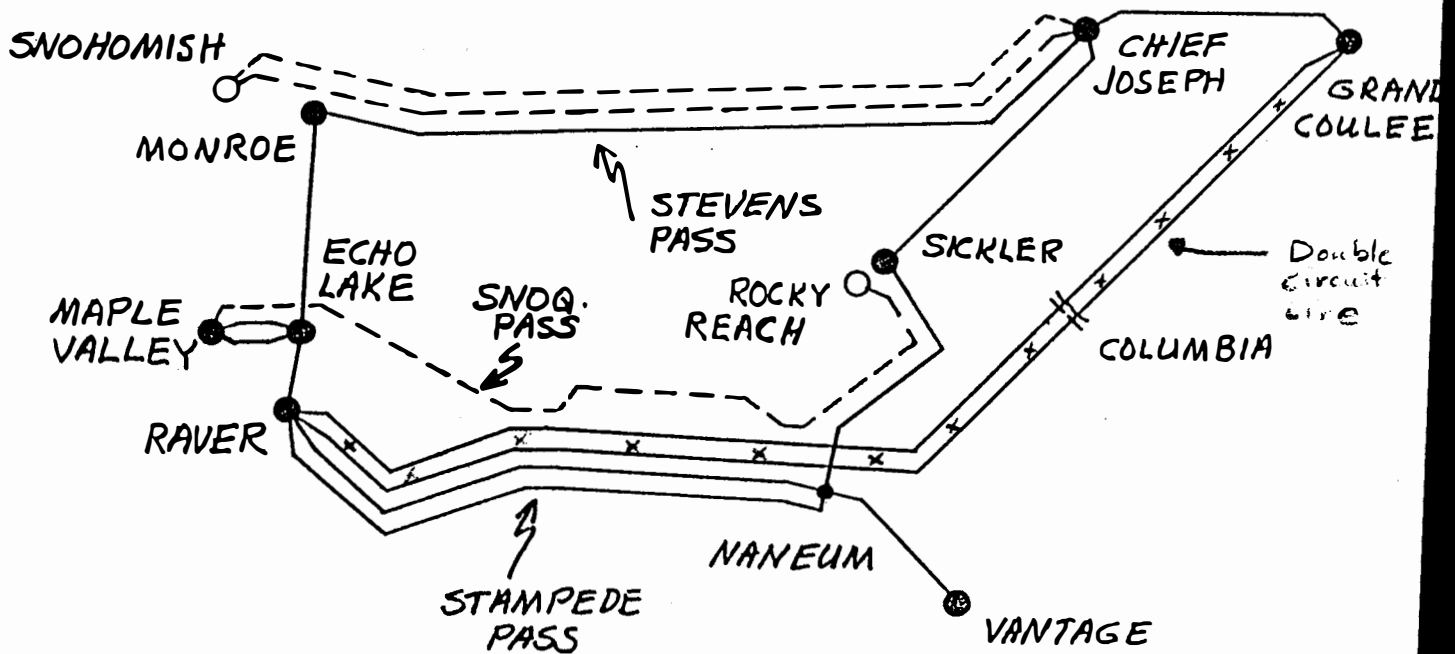 SNOHOMISH
CHIEF
JOSEPH
GRAND
COULEE
MONROE
STEVENS
PASS
SICKLER
ECHO
LAKE
SNOQ.
PASS
ROCKY
REACH
Double
circuit
line
MAPLE
VALLEY
COLUMBIA
RAVER
NANEUM
STAMPEDE
PASS
VANTAGE